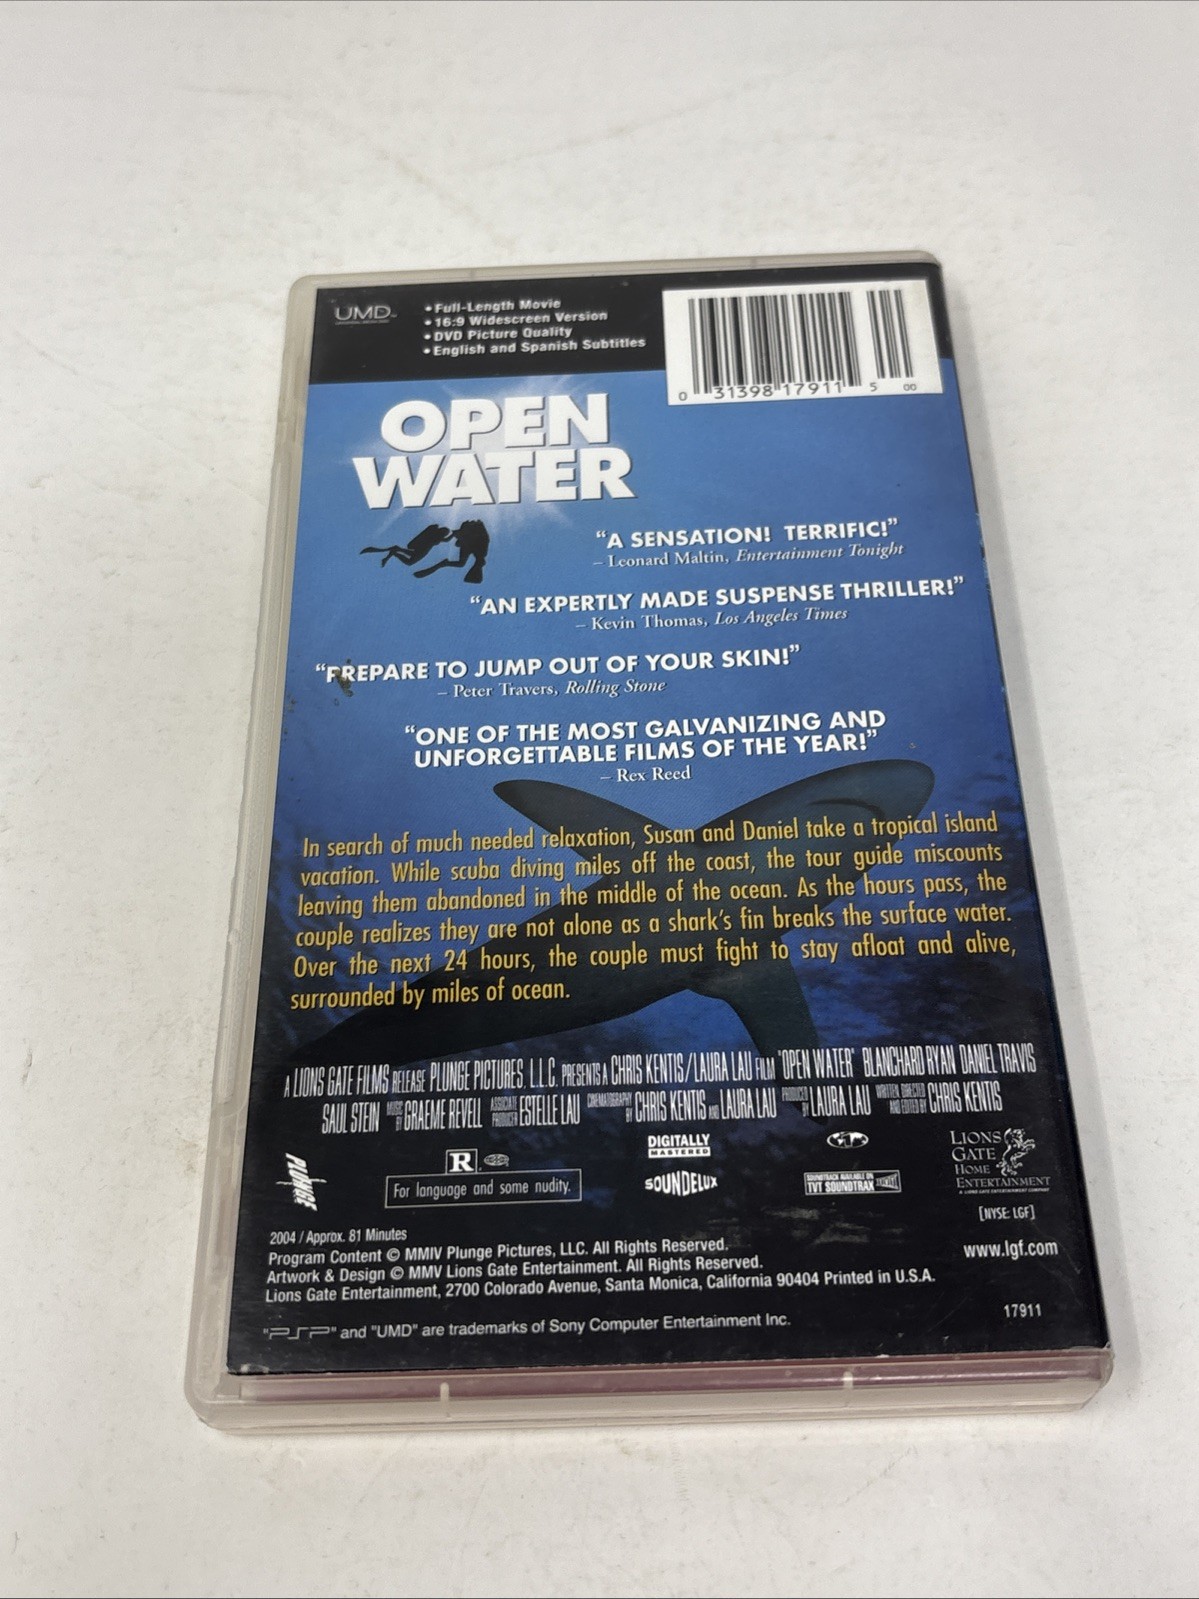 UMD™
• Full-Length Movie
• 16:9 Widescreen Version
• DVD Picture Quality
• English and Spanish Subtitles
0 31398 17911 5 00
OPEN
WATER
“A SENSATION! TERRIFIC!”
– Leonard Maltin, Entertainment Tonight
“AN EXPERTLY MADE SUSPENSE THRILLER!”
– Kevin Thomas, Los Angeles Times
“PREPARE TO JUMP OUT OF YOUR SKIN!”
– Peter Travers, Rolling Stone
“ONE OF THE MOST GALVANIZING AND
UNFORGETTABLE FILMS OF THE YEAR!”
– Rex Reed
In search of much needed relaxation, Susan and Daniel take a tropical island
vacation. While scuba diving miles off the coast, the tour guide miscounts
leaving them abandoned in the middle of the ocean. As the hours pass, the
couple realizes they are not alone as a shark's fin breaks the surface water.
Over the next 24 hours, the couple must fight to stay afloat and alive,
surrounded by miles of ocean.
A LIONS GATE FILMS RELEASE PLUNGE PICTURES, L.L.C. PRESENTS A CHRIS KENTIS/LAURA LAU FILM "OPEN WATER" BLANCHARD RYAN DANIEL TRAVIS
SAUL STEIN MUSIC BY GRAEME REVELL ASSOCIATE PRODUCER ESTELLE LAU CINEMATOGRAPHY BY CHRIS KENTIS AND LAURA LAU PRODUCED BY LAURA LAU WRITTEN, DIRECTED AND EDITED BY CHRIS KENTIS
PLUNGE
R
For language and some nudity.
DIGITALLY
MASTERED
SOUNDELUX
SOUNDTRACK AVAILABLE ON
TVT SOUNDTRAX
LIONS
GATE
HOME
ENTERTAINMENT
A LIONS GATE ENTERTAINMENT COMPANY
[NYSE: LGF]
www.lgf.com
2004 / Approx. 81 Minutes
Program Content © MMIV Plunge Pictures, LLC. All Rights Reserved.
Artwork & Design © MMV Lions Gate Entertainment. All Rights Reserved.
Lions Gate Entertainment, 2700 Colorado Avenue, Santa Monica, California 90404 Printed in U.S.A.
17911
"PSP" and "UMD" are trademarks of Sony Computer Entertainment Inc.